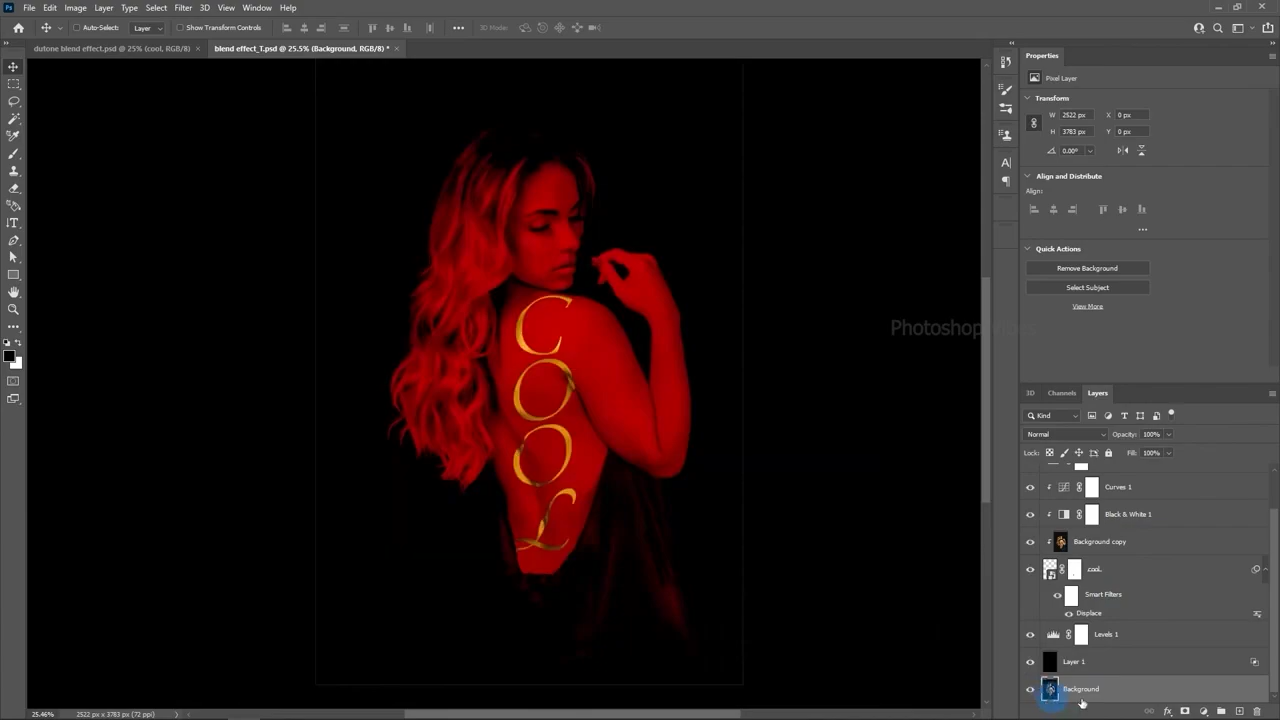 File Edit Image Layer Type Select Filter 3D View Window Help
Auto-Select: Layer Show Transform Controls 3D Mode:
dutone blend effect.psd @ 25% (cool, RGB/8) × blend effect_T.psd @ 25.5% (Background, RGB/8) * ×
Properties
Pixel Layer
Transform
W 2522 px X 0 px
H 3783 px Y 0 px
0.00°
Align and Distribute
Align:
Quick Actions
Remove Background
Select Subject
View More
Photoshop
COOL
3D Channels Layers
Kind
Normal Opacity: 100%
Lock: Fill: 100%
Curves 1
Black & White 1
Background copy
cool
Smart Filters
Displace
Levels 1
Layer 1
Background
25.46% 2522 px x 3783 px (72 ppi)